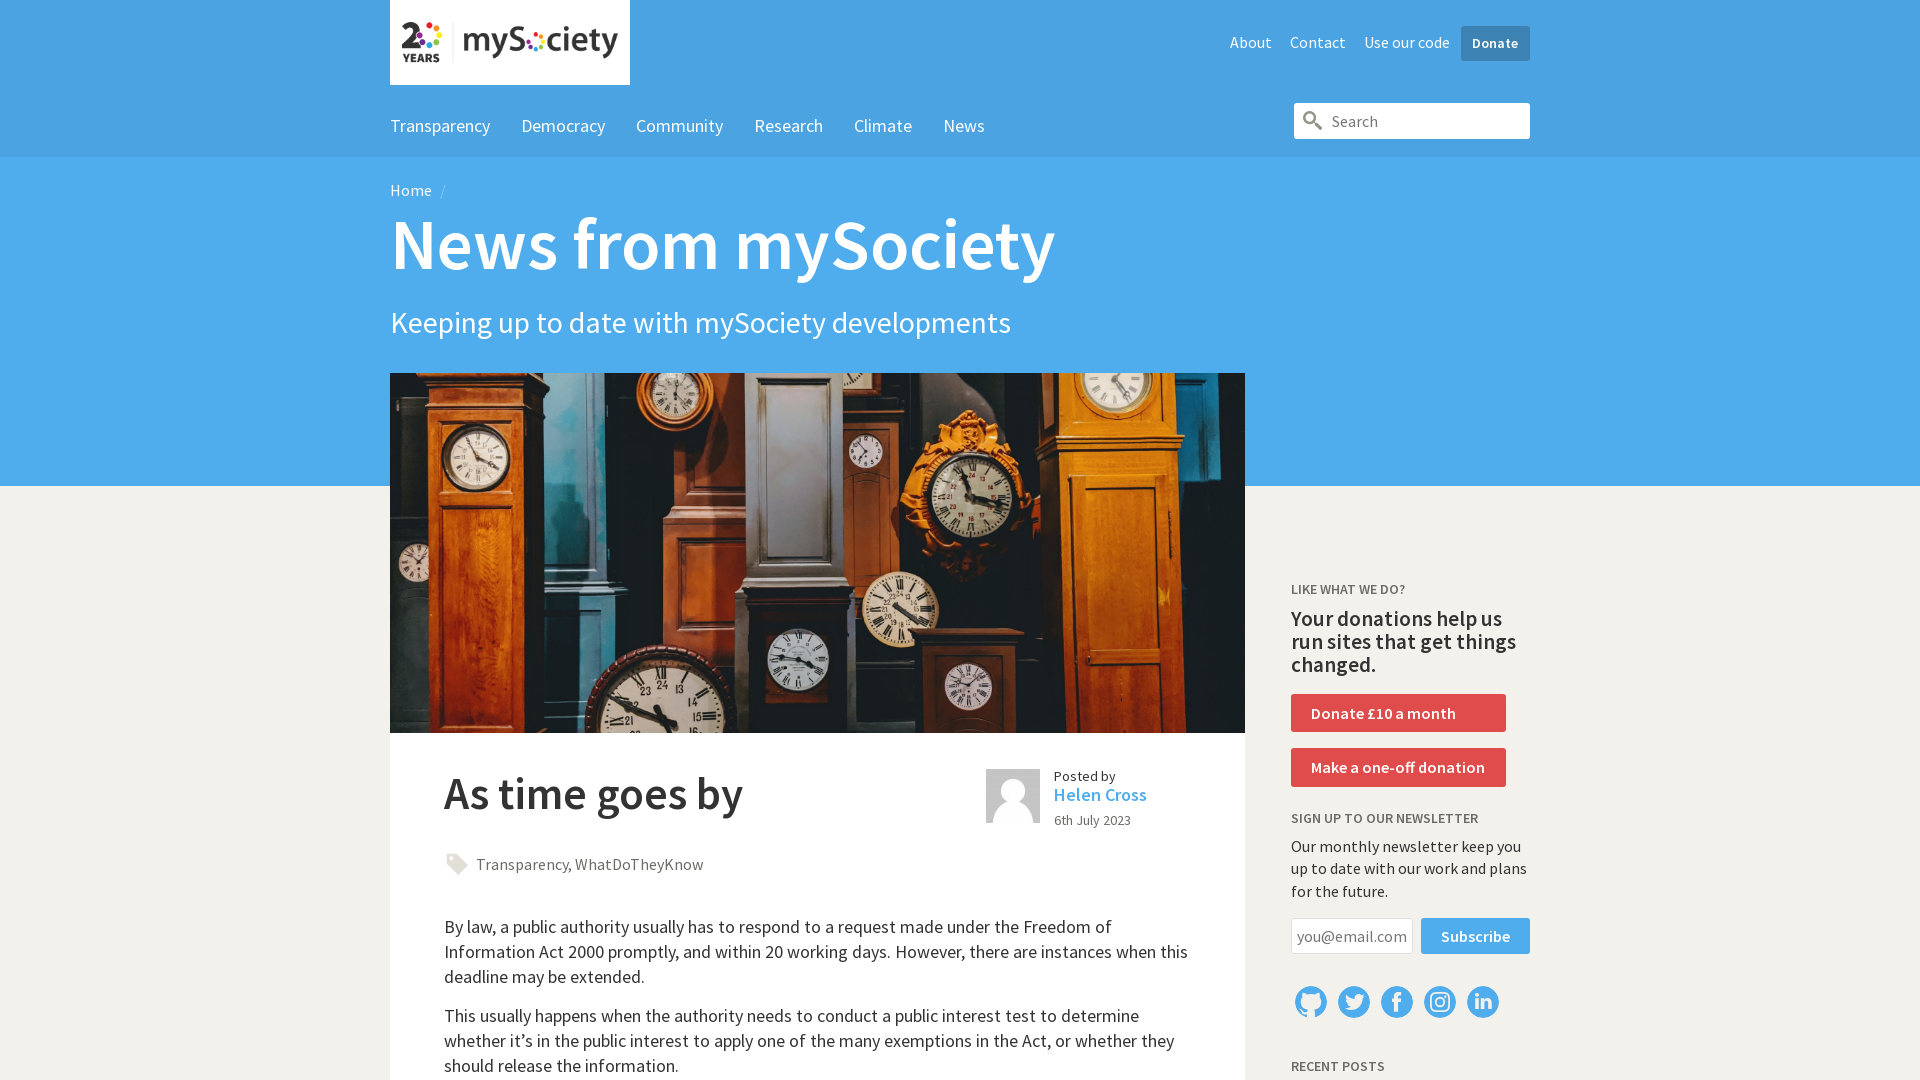 20 YEARS mySociety
About Contact Use our code Donate
Transparency Democracy Community Research Climate News
Search
Home /
News from mySociety
Keeping up to date with mySociety developments
As time goes by
Posted by
Helen Cross
6th July 2023
Transparency, WhatDoTheyKnow
By law, a public authority usually has to respond to a request made under the Freedom of
Information Act 2000 promptly, and within 20 working days. However, there are instances when this
deadline may be extended.
This usually happens when the authority needs to conduct a public interest test to determine
whether it’s in the public interest to apply one of the many exemptions in the Act, or whether they
should release the information.
LIKE WHAT WE DO?
Your donations help us
run sites that get things
changed.
Donate £10 a month
Make a one-off donation
SIGN UP TO OUR NEWSLETTER
Our monthly newsletter keep you
up to date with our work and plans
for the future.
you@email.com Subscribe
RECENT POSTS